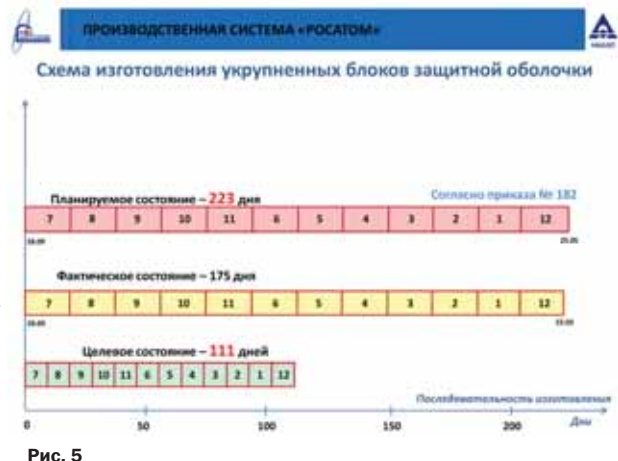 ПРОИЗВОДСТВЕННАЯ СИСТЕМА «РОСАТОМ»
Схема изготовления укрупненных блоков защитной оболочки
Планируемое состояние – 223 дня
Согласно приказа № 182
7 8 9 10 11 6 5 4 3 2 1 12
Фактическое состояние – 175 дня
7 8 9 10 11 6 5 4 3 2 1 12
Целевое состояние – 111 дней
7 8 9 10 11 6 5 4 3 2 1 12
Последовательность изготовления
0 50 100 150 200 Дни
Рис. 5